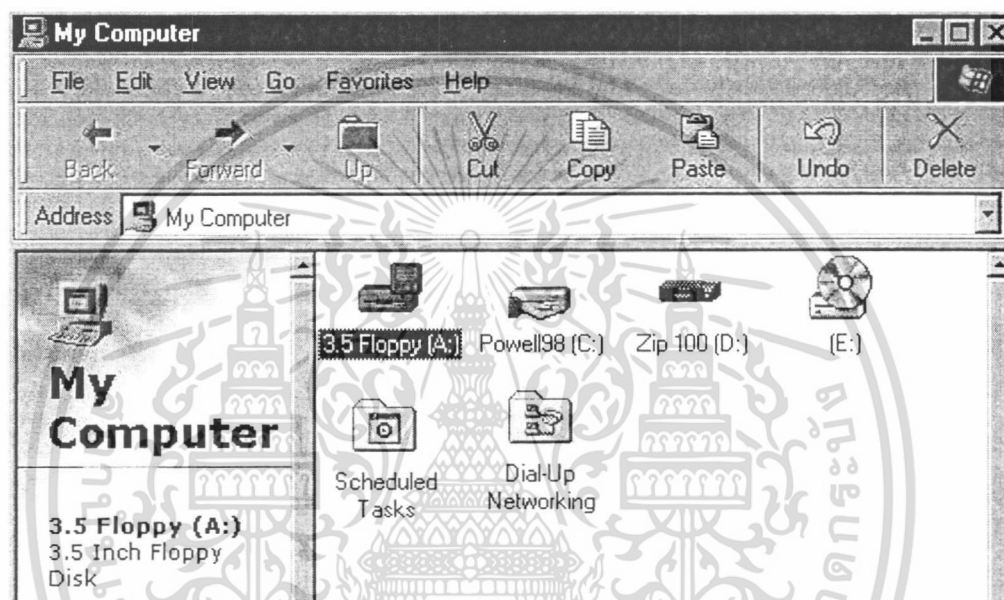 My Computer
File Edit View Go Favorites Help
Back Forward Up Cut Copy Paste Undo Delete
Address My Computer
My
Computer
3.5 Floppy (A:)
3.5 Inch Floppy
Disk
3.5 Floppy (A:) Powell98 (C:) Zip 100 (D:) (E:)
Scheduled
Tasks
Dial-Up
Networking